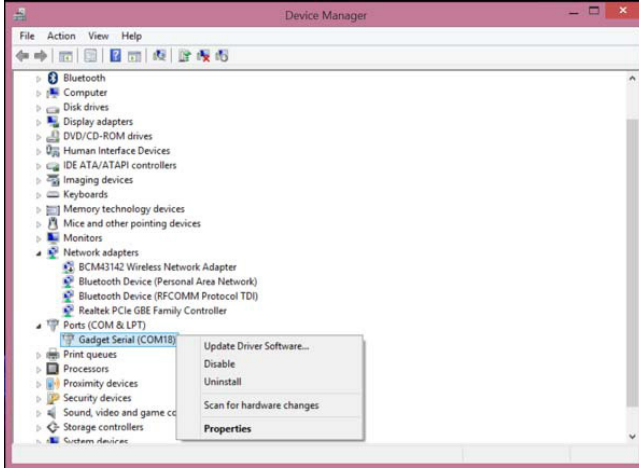 Device Manager
File Action View Help
Bluetooth
Computer
Disk drives
Display adapters
DVD/CD-ROM drives
Human Interface Devices
IDE ATA/ATAPI controllers
Imaging devices
Keyboards
Memory technology devices
Mice and other pointing devices
Monitors
Network adapters
BCM43142 Wireless Network Adapter
Bluetooth Device (Personal Area Network)
Bluetooth Device (RFCOMM Protocol TDI)
Realtek PCIe GBE Family Controller
Ports (COM & LPT)
Gadget Serial (COM18)
Print queues
Processors
Proximity devices
Security devices
Sound, video and game co
Storage controllers
System devices
Update Driver Software...
Disable
Uninstall
Scan for hardware changes
Properties